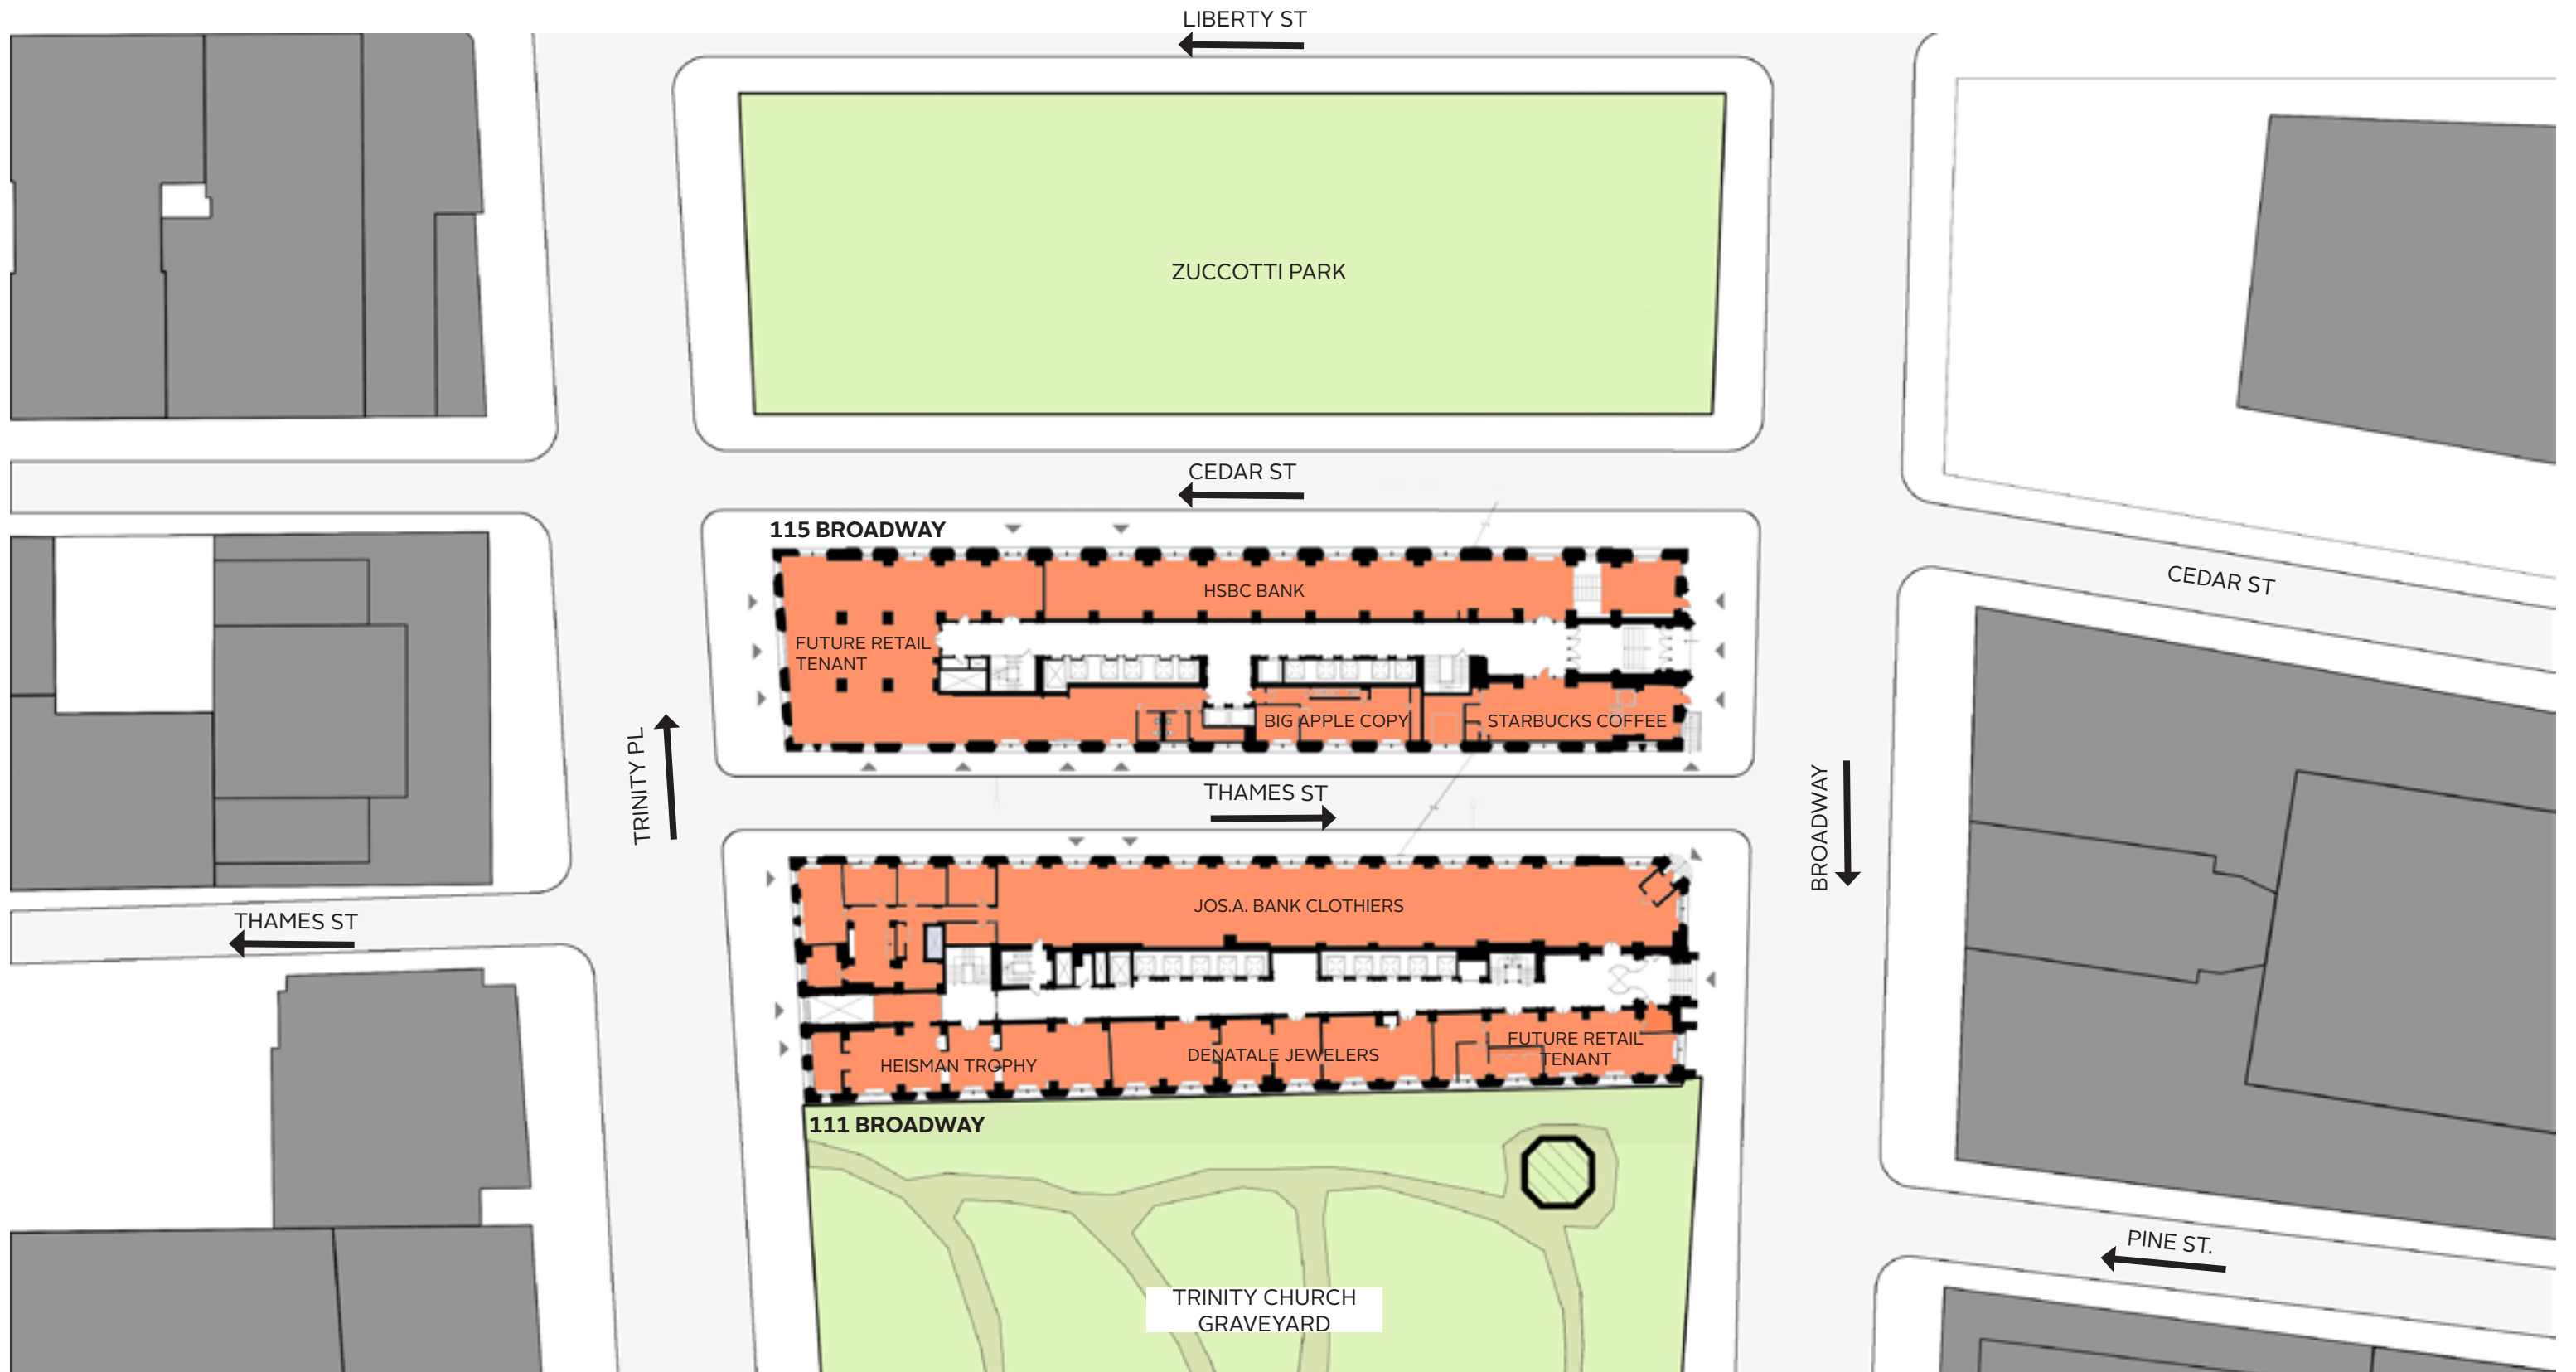 LIBERTY ST
ZUCCOTTI PARK
CEDAR ST
115 BROADWAY
HSBC BANK
CEDAR ST
FUTURE RETAIL
TENANT
BIG APPLE COPY
STARBUCKS COFFEE
TRINITY PL
THAMES ST
BROADWAY
JOS.A. BANK CLOTHIERS
THAMES ST
FUTURE RETAIL
TENANT
DENATALE JEWELERS
HEISMAN TROPHY
111 BROADWAY
PINE ST.
TRINITY CHURCH
GRAVEYARD